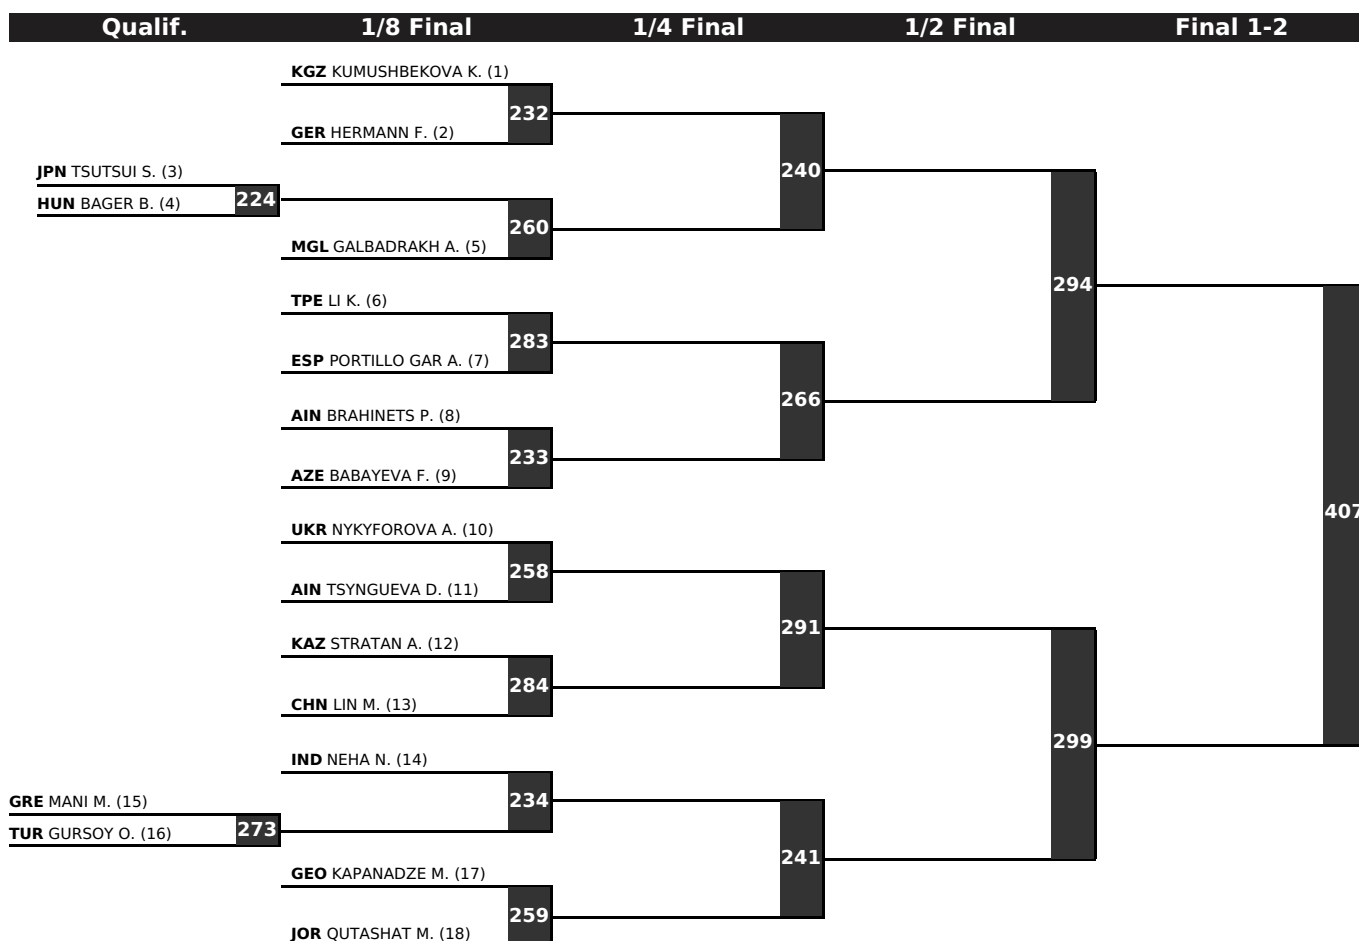 Qualif. 1/8 Final 1/4 Final 1/2 Final Final 1-2
KGZ KUMUSHBEKOVA K. (1)
232
GER HERMANN F. (2)
JPN TSUTSUI S. (3)
240
224
HUN BAGER B. (4)
260
MGL GALBADRAKH A. (5)
294
TPE LI K. (6)
283
ESP PORTILLO GAR A. (7)
266
AIN BRAHINETS P. (8)
233
AZE BABAYEVA F. (9)
407
UKR NYKYFOROVA A. (10)
258
AIN TSYNGUEVA D. (11)
291
KAZ STRATAN A. (12)
284
CHN LIN M. (13)
299
IND NEHA N. (14)
GRE MANI M. (15)
234
273
TUR GURSOY O. (16)
241
GEO KAPANADZE M. (17)
259
JOR QUTASHAT M. (18)